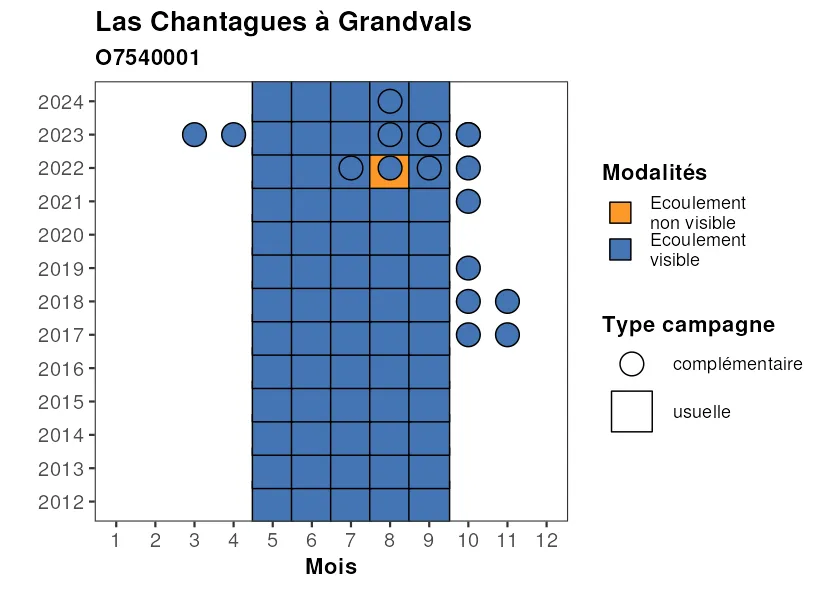 Las Chantagues à Grandvals
O7540001
2024
2023
2022
2021
2020
2019
2018
2017
2016
2015
2014
2013
2012
1 2 3 4 5 6 7 8 9 10 11 12
Mois
Modalités
Ecoulement
non visible
Ecoulement
visible
Type campagne
complémentaire
usuelle